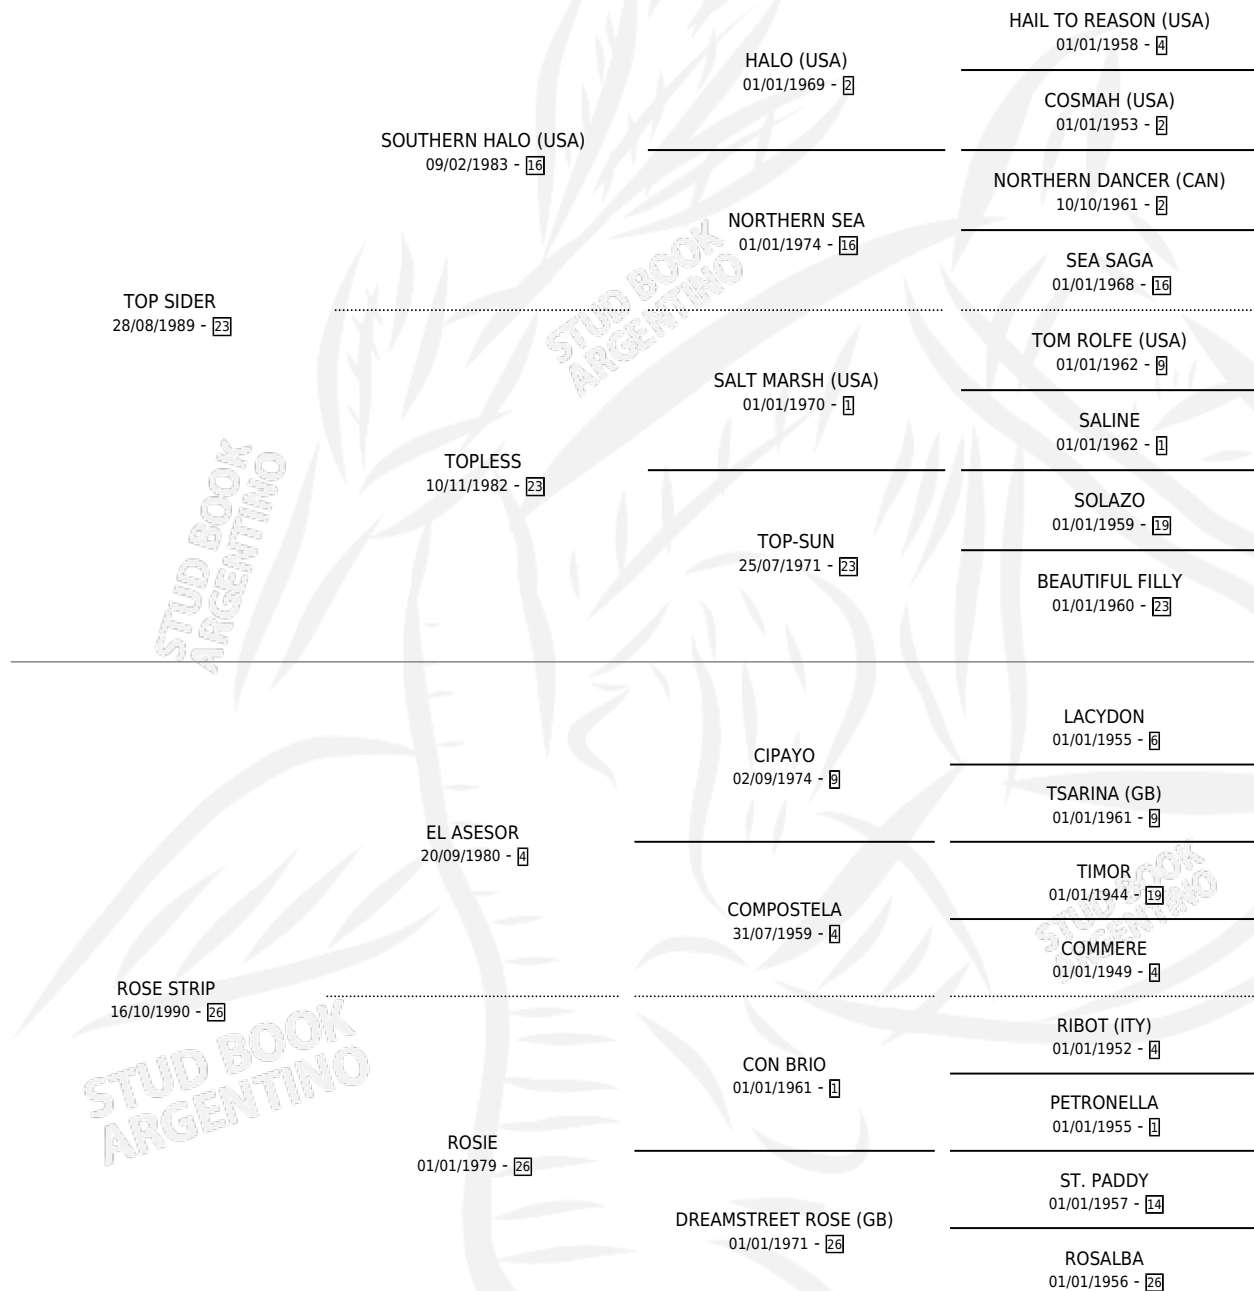 HAIL TO REASON (USA)
01/01/1958 - 4
HALO (USA)
01/01/1969 - 2
COSMAH (USA)
01/01/1953 - 2
SOUTHERN HALO (USA)
09/02/1983 - 16
NORTHERN DANCER (CAN)
10/10/1961 - 2
NORTHERN SEA
01/01/1974 - 16
SEA SAGA
01/01/1968 - 16
TOP SIDER
28/08/1989 - 23
STUD BOOK
ARGENTINO
TOM ROLFE (USA)
01/01/1962 - 9
SALT MARSH (USA)
01/01/1970 - 1
SALINE
01/01/1962 - 1
TOPLESS
10/11/1982 - 23
SOLAZO
01/01/1959 - 19
TOP-SUN
25/07/1971 - 23
BEAUTIFUL FILLY
01/01/1960 - 23
STUD BOOK
ARGENTINO
LACYDON
01/01/1955 - 6
CIPAYO
02/09/1974 - 9
TSARINA (GB)
01/01/1961 - 9
EL ASESOR
20/09/1980 - 4
TIMOR
01/01/1944 - 19
COMPOSTELA
31/07/1959 - 4
COMMERE
01/01/1949 - 4
STUD BOOK
ARGENTINO
ROSE STRIP
16/10/1990 - 26
RIBOT (ITY)
01/01/1952 - 4
CON BRIO
01/01/1961 - 1
PETRONELLA
01/01/1955 - 1
STUD BOOK
ARGENTINO
ROSIE
01/01/1979 - 26
ST. PADDY
01/01/1957 - 14
DREAMSTREET ROSE (GB)
01/01/1971 - 26
ROSALBA
01/01/1956 - 26